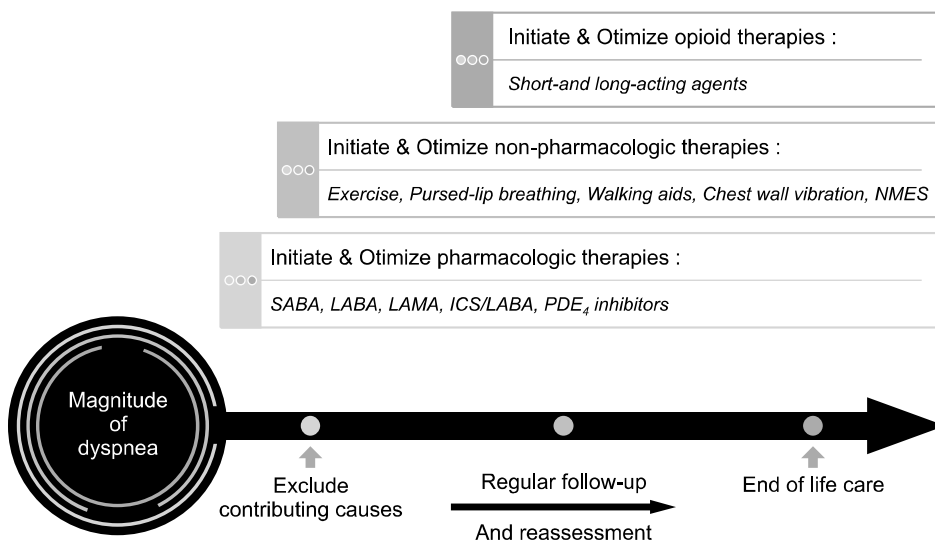 Initiate & Otimize opioid therapies :
Short-and long-acting agents
Initiate & Otimize non-pharmacologic therapies :
Exercise, Pursed-lip breathing, Walking aids, Chest wall vibration, NMES
Initiate & Otimize pharmacologic therapies :
SABA, LABA, LAMA, ICS/LABA, PDE₄ inhibitors
Magnitude
of
dyspnea
Exclude
contributing causes
Regular follow-up
And reassessment
End of life care